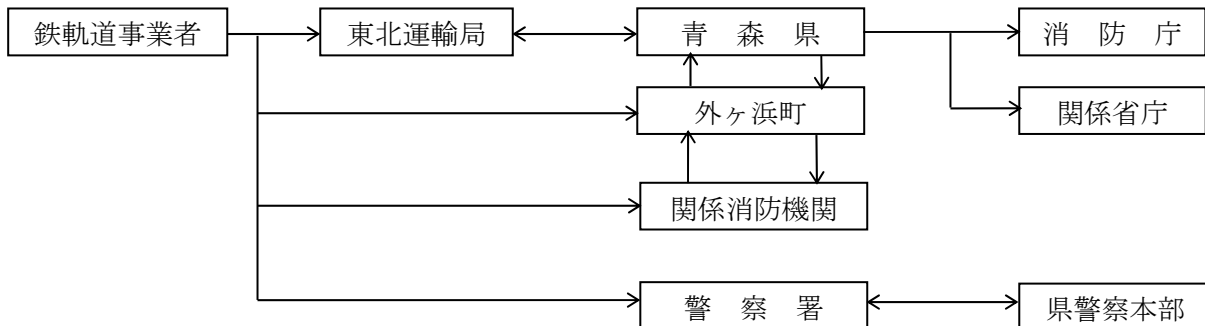 鉄軌道事業者
東北運輸局
青森県
消防庁
外ヶ浜町
関係省庁
関係消防機関
警察署
県警察本部